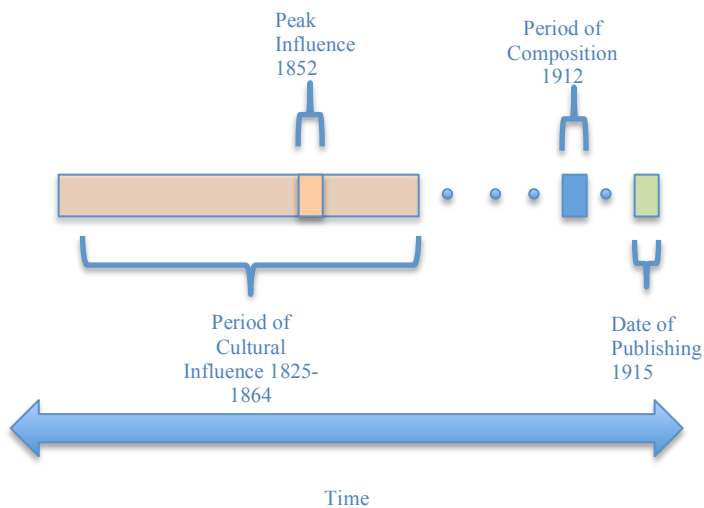 Peak
Influence
1852
Period of
Composition
1912
Period of
Cultural
Influence 1825-
1864
Date of
Publishing
1915
Time